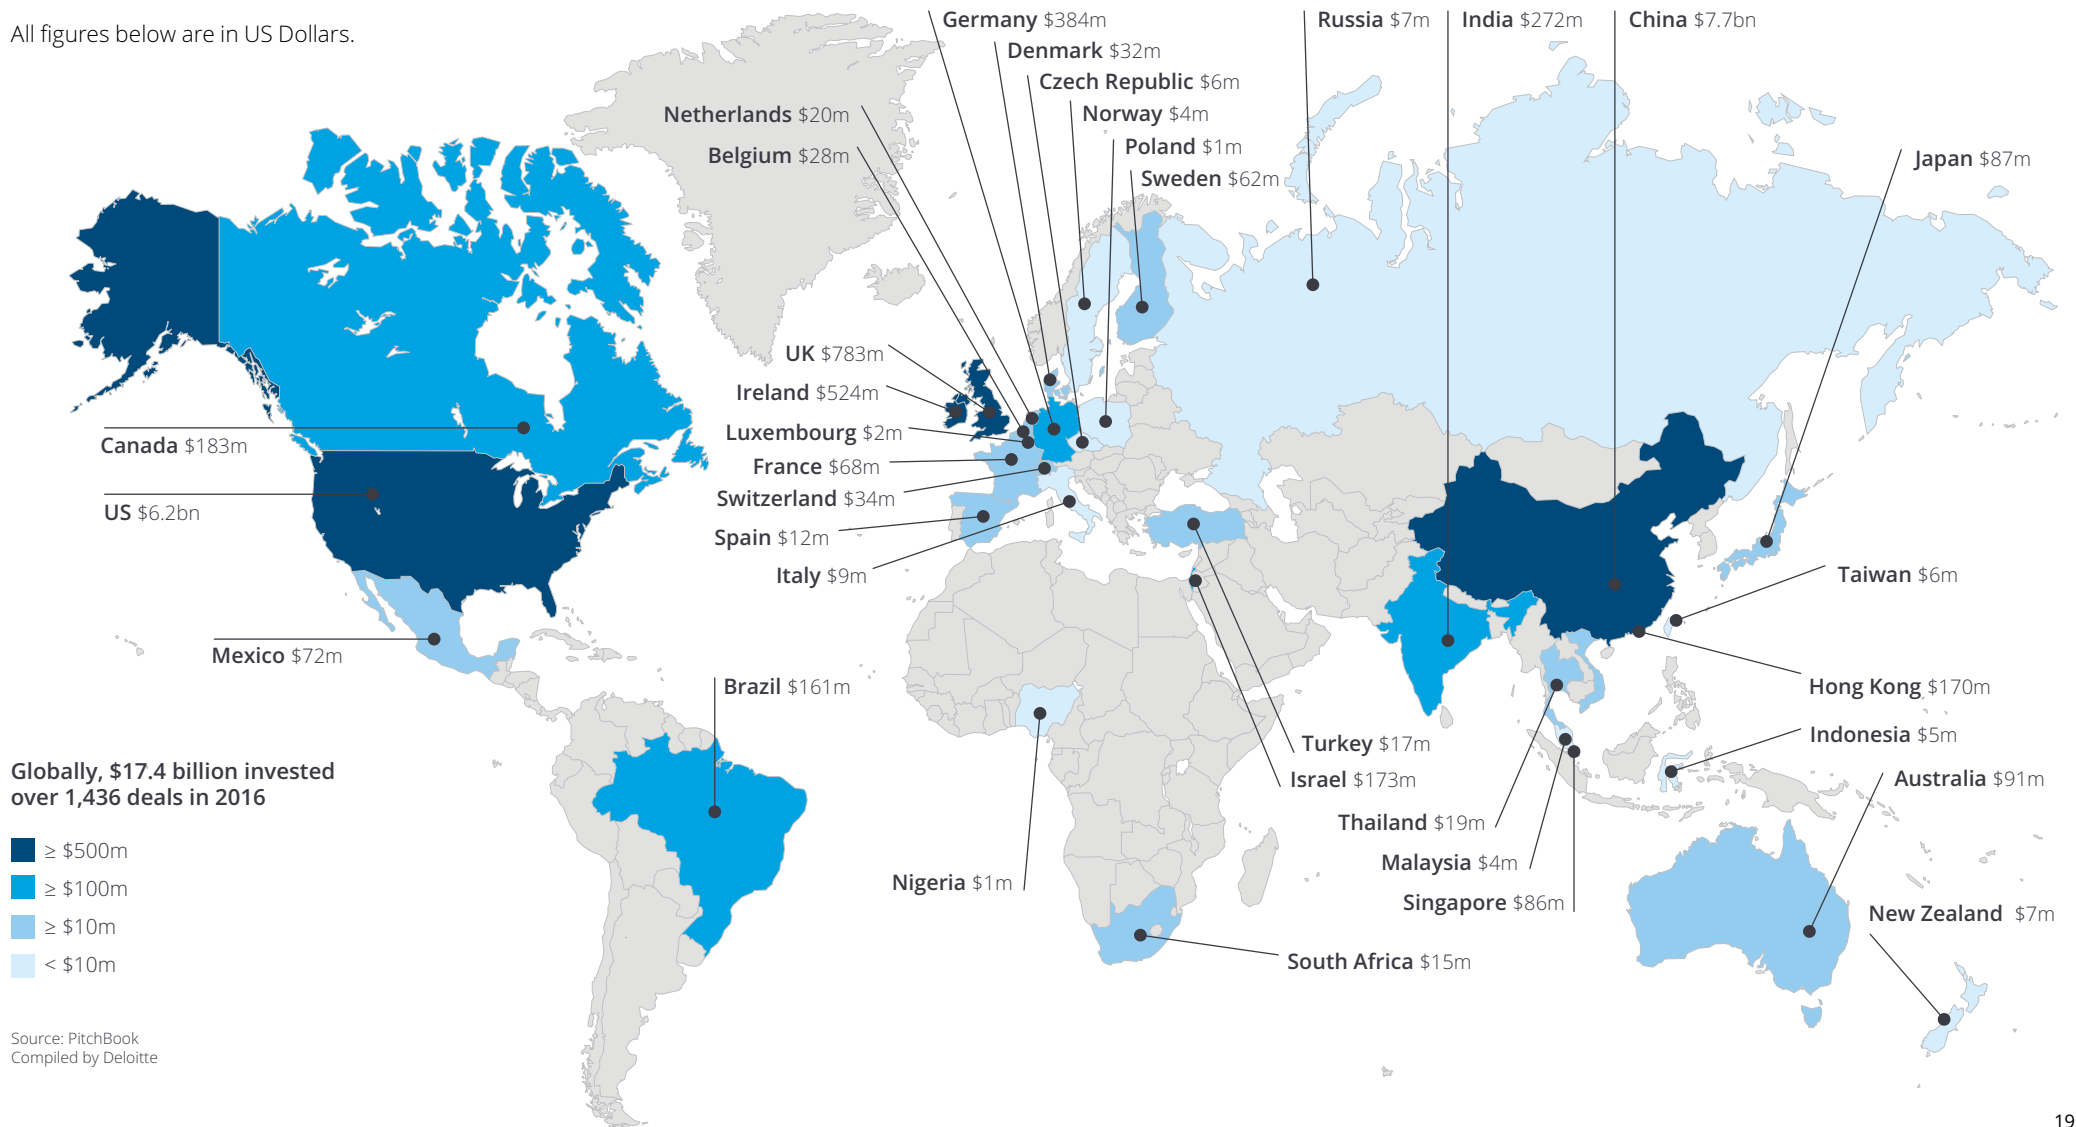 All figures below are in US Dollars.
Germany $384m
Russia $7m
India $272m
China $7.7bn
Denmark $32m
Czech Republic $6m
Netherlands $20m
Norway $4m
Belgium $28m
Poland $1m
Japan $87m
Sweden $62m
UK $783m
Ireland $524m
Luxembourg $2m
Canada $183m
France $68m
Switzerland $34m
US $6.2bn
Spain $12m
Italy $9m
Taiwan $6m
Mexico $72m
Brazil $161m
Hong Kong $170m
Indonesia $5m
Turkey $17m
Israel $173m
Australia $91m
Globally, $17.4 billion invested
over 1,436 deals in 2016
Thailand $19m
Malaysia $4m
Nigeria $1m
Singapore $86m
New Zealand $7m
South Africa $15m
≥ $500m
≥ $100m
≥ $10m
< $10m
Source: PitchBook
Compiled by Deloitte
19